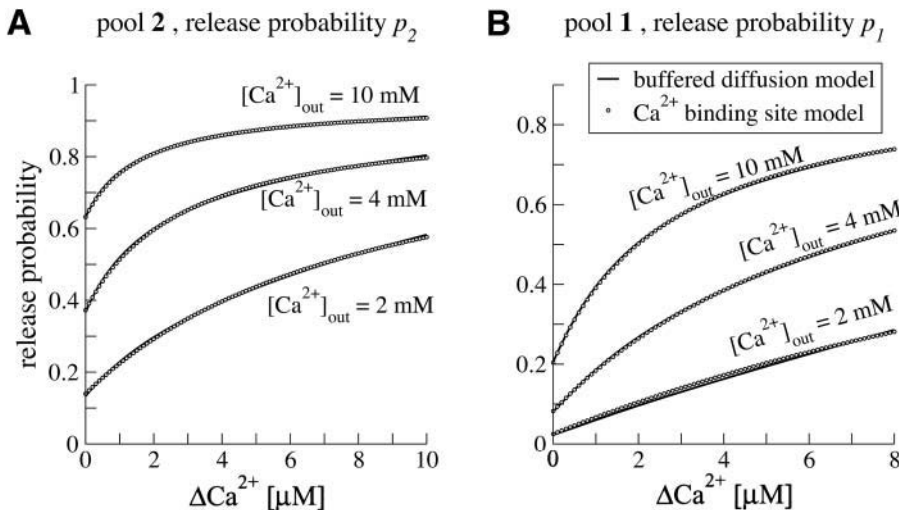 A pool 2 , release probability p2
B pool 1 , release probability p1
release probability
1
0.8
0.6
0.4
0.2
0
[Ca2+]out = 10 mM
[Ca2+]out = 4 mM
[Ca2+]out = 2 mM
0 2 4 6 8 10
ΔCa2+ [μM]
buffered diffusion model
Ca2+ binding site model
0.8
0.6
0.4
0.2
0
[Ca2+]out = 10 mM
[Ca2+]out = 4 mM
[Ca2+]out = 2 mM
0 2 4 6 8
ΔCa2+ [μM]